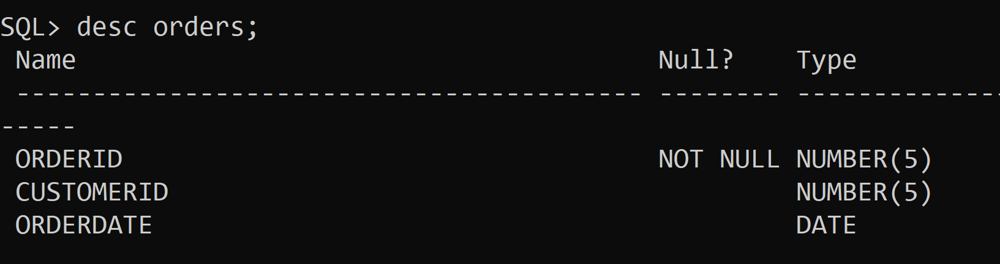 SQL> desc orders;
Name Null? Type
----------------------------------------- -------- -------------
-----
ORDERID NOT NULL NUMBER(5)
CUSTOMERID NUMBER(5)
ORDERDATE DATE